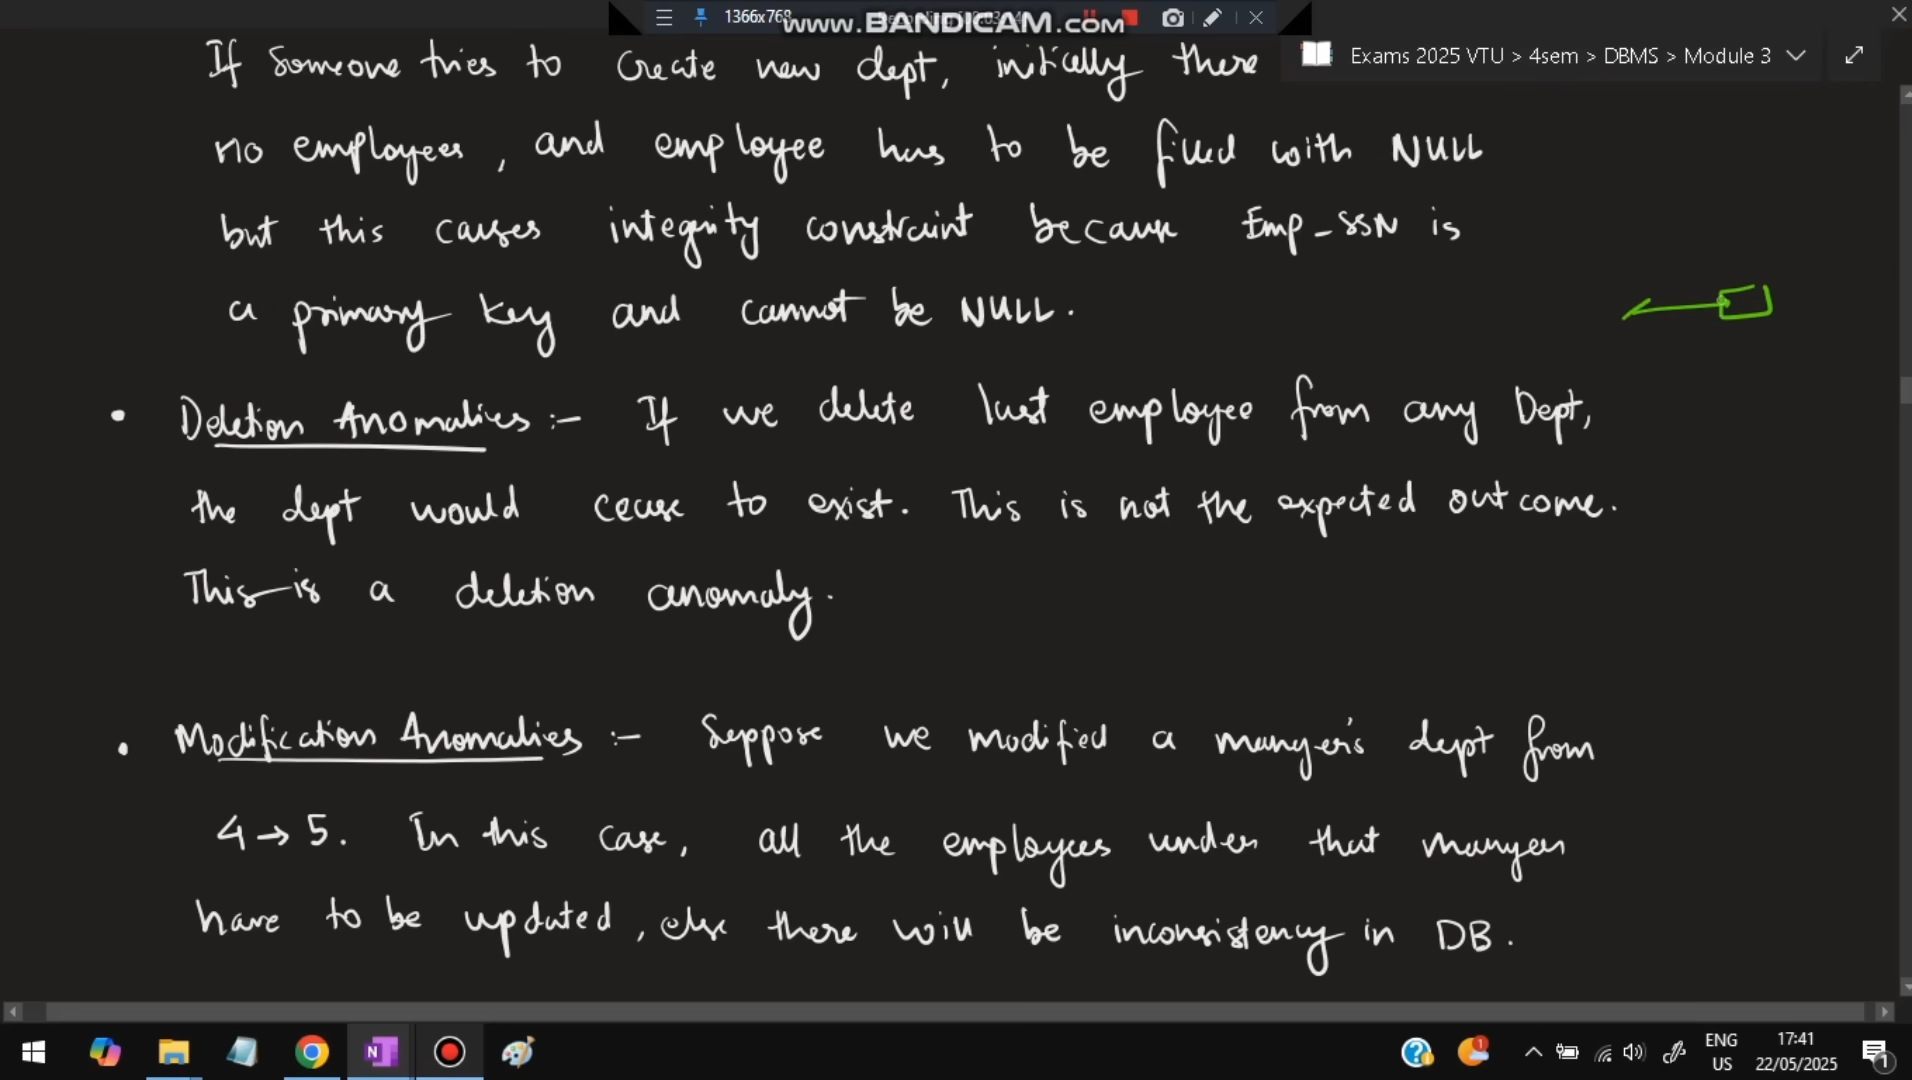 1366x768
www.BANDICAM.com
Exams 2025 VTU > 4sem > DBMS > Module 3
If someone tries to create new dept, initially there
no employees, and employee has to be filled with NULL
but this causes integrity constraint because Emp-SSN is
a primary key and cannot be NULL.
• Deletion Anomalies :- If we delete last employee from any Dept,
the dept would cease to exist. This is not the expected outcome.
This is a deletion anomaly.
• Modification Anomalies :- Suppose we modified a manger's dept from
4 → 5. In this case, all the employees under that manger
have to be updated, else there will be inconsistency in DB.
ENG
US
17:41
22/05/2025
1